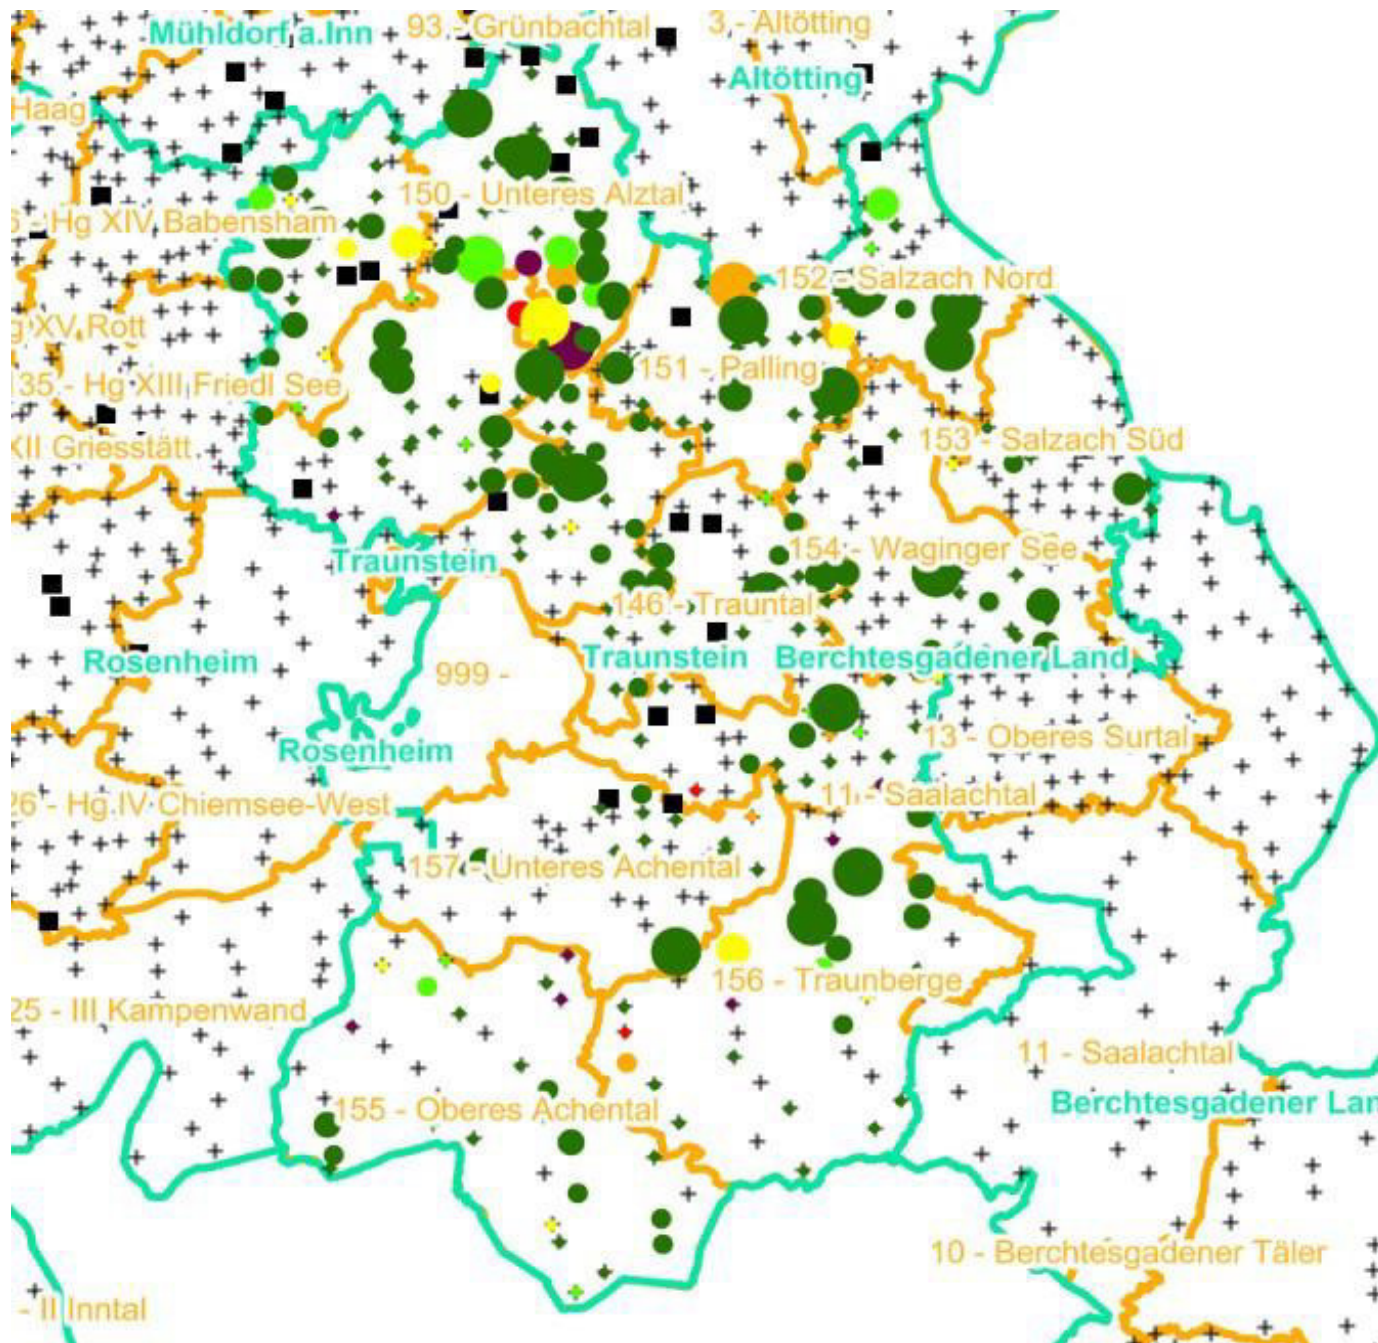 93 - Grünbachtal
3 - Altötting
Mühldorf a.Inn
Altötting
Haag
150 - Unteres Alztal
6 - Hg XIV Babensham
152 - Salzach Nord
g XV Rott
151 - Palling
135 - Hg XIII Friedl See
153 - Salzach Süd
XII Griesstätt
154 - Waginger See
Traunstein
146 - Trauntal
Rosenheim
Traunstein
Berchtesgadener Land
999 -
13 - Oberes Surtal
Rosenheim
11 - Saalachtal
26 - Hg IV Chiemsee-West
157 - Unteres Achental
156 - Traunberge
25 - III Kampenwand
11 - Saalachtal
Berchtesgadener Lan
155 - Oberes Achental
10 - Berchtesgadener Täler
- II Inntal